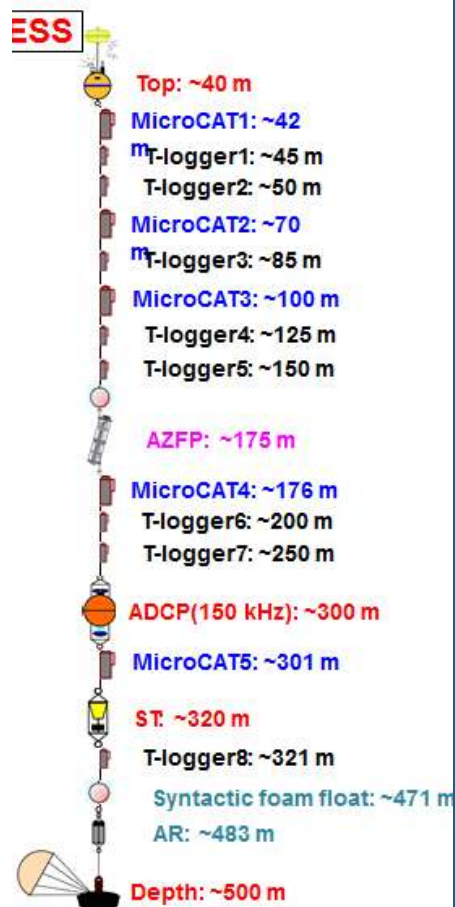 ESS
Top: ~40 m
MicroCAT1: ~42
m
T-logger1: ~45 m
T-logger2: ~50 m
MicroCAT2: ~70
m
T-logger3: ~85 m
MicroCAT3: ~100 m
T-logger4: ~125 m
T-logger5: ~150 m
AZFP: ~175 m
MicroCAT4: ~176 m
T-logger6: ~200 m
T-logger7: ~250 m
ADCP(150 kHz): ~300 m
MicroCAT5: ~301 m
ST: ~320 m
T-logger8: ~321 m
Syntactic foam float: ~471 m
AR: ~483 m
Depth: ~500 m